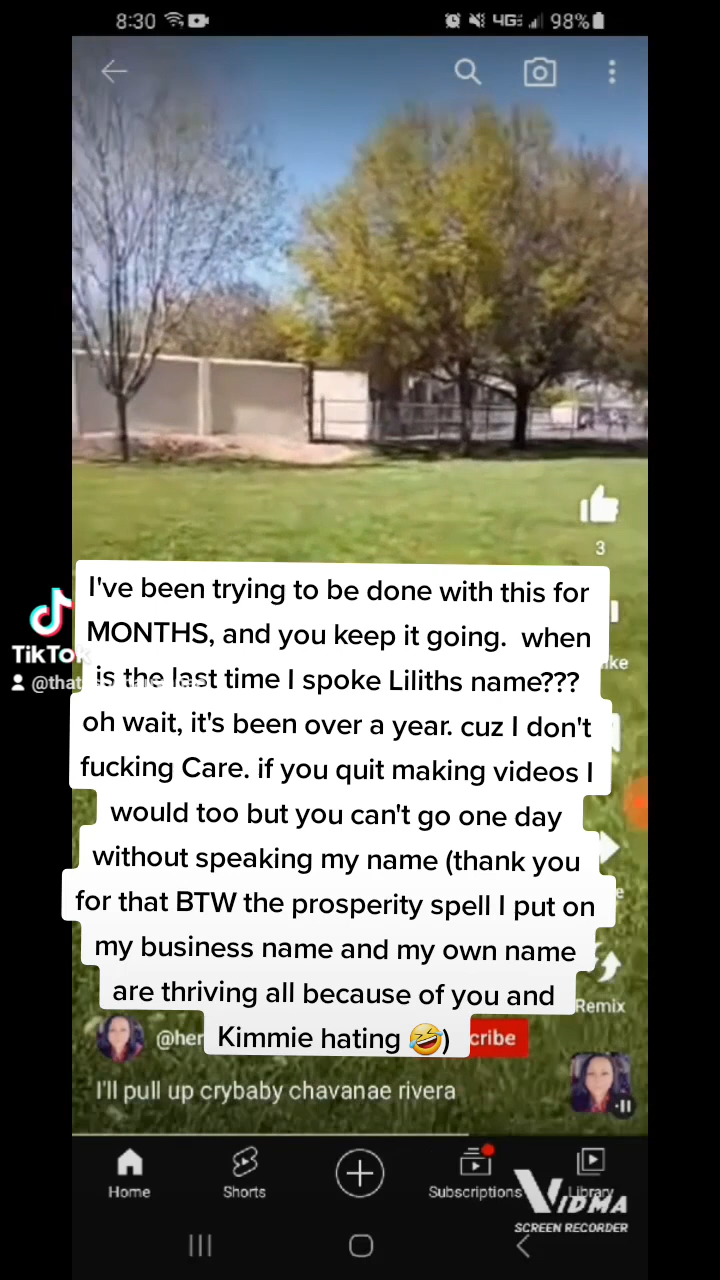 8:30
4G 98%
3
I've been trying to be done with this for
MONTHS, and you keep it going. when
is the last time I spoke Liliths name???
oh wait, it's been over a year. cuz I don't
fucking Care. if you quit making videos I
would too but you can't go one day
without speaking my name (thank you
for that BTW the prosperity spell I put on
my business name and my own name
are thriving all because of you and
Kimmie hating 🤣)
TikTok
Remix
I'll pull up crybaby chavanae rivera
Home
Shorts
Subscriptions
Library
VIDMA
SCREEN RECORDER